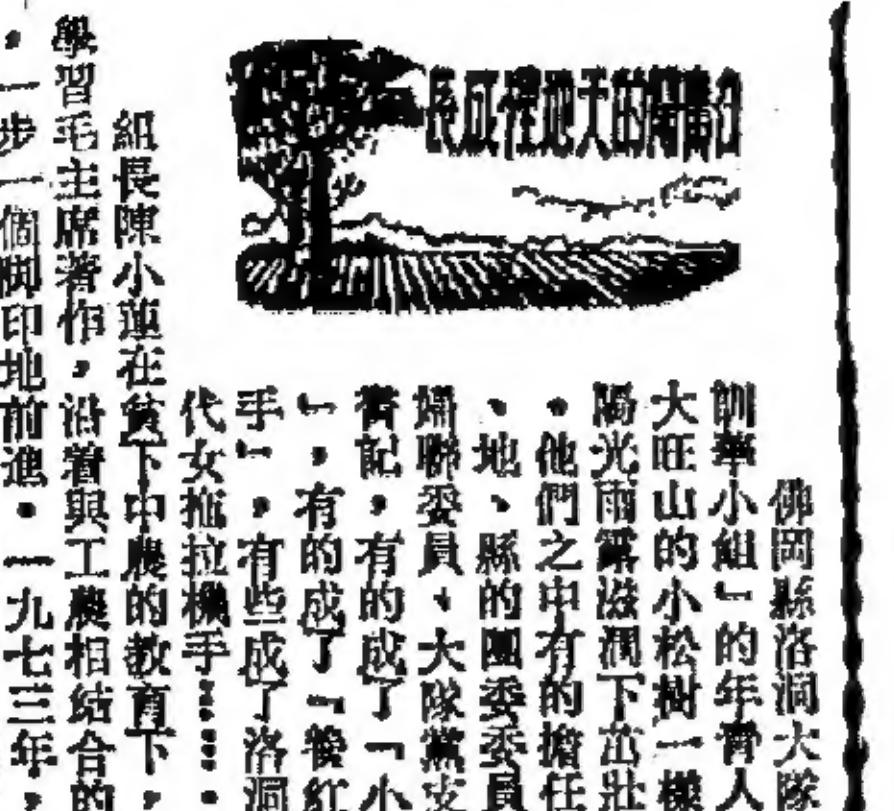 在廣闊的天地裡成長
佛岡縣洛洞大隊
訓華小組」的年青人
大旺山的小松樹一樣
陽光雨露滋潤下茁壯
。他們之中有的擔任
、地、縣的團委委員
婦聯委員、大隊黨支
書記,有的成了「小
」,有的成了「紅
手」,有些成了洛洞
代女拖拉機手……
組長陳小蓮在貧下中農的教育下,
學習毛主席著作,沿着與工農相結合的
,一步一個脚印地前進。一九七三年,